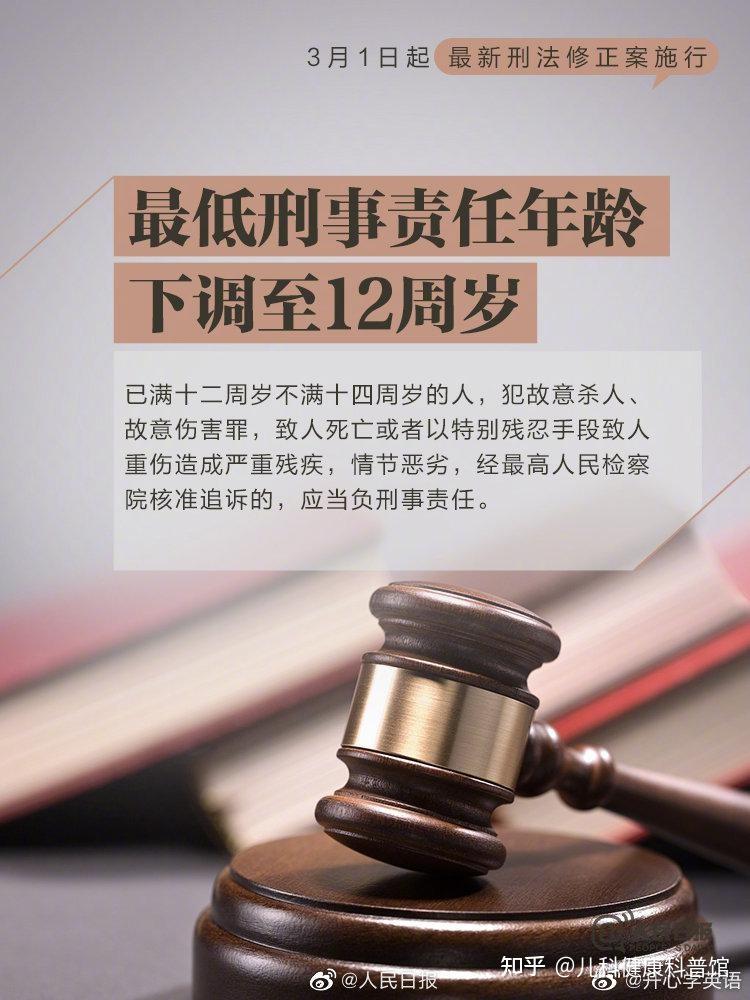 3月1日起 最新刑法修正案施行
最低刑事责任年龄
下调至12周岁
已满十二周岁不满十四周岁的人，犯故意杀人、
故意伤害罪，致人死亡或者以特别残忍手段致人
重伤造成严重残疾，情节恶劣，经最高人民检察
院核准追诉的，应当负刑事责任。
PEOPLE'S DAILY
知乎 @儿科健康科普馆
@人民日报
@开心学英语